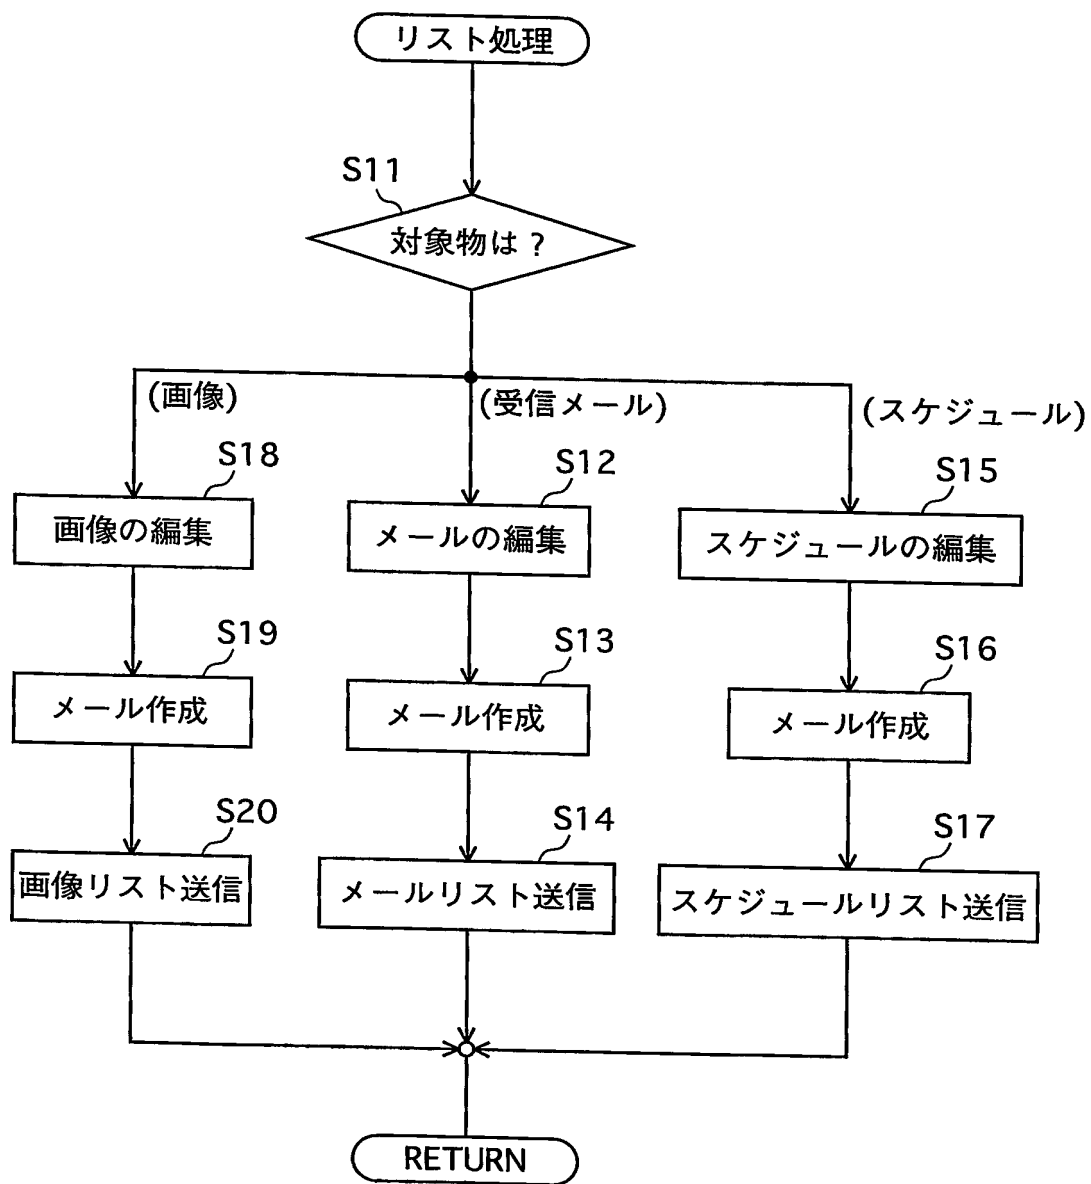 リスト処理
S11
対象物は？
(画像)
(受信メール)
(スケジュール)
S18
画像の編集
S12
メールの編集
S15
スケジュールの編集
S19
メール作成
S13
メール作成
S16
メール作成
S20
画像リスト送信
S14
メールリスト送信
S17
スケジュールリスト送信
RETURN